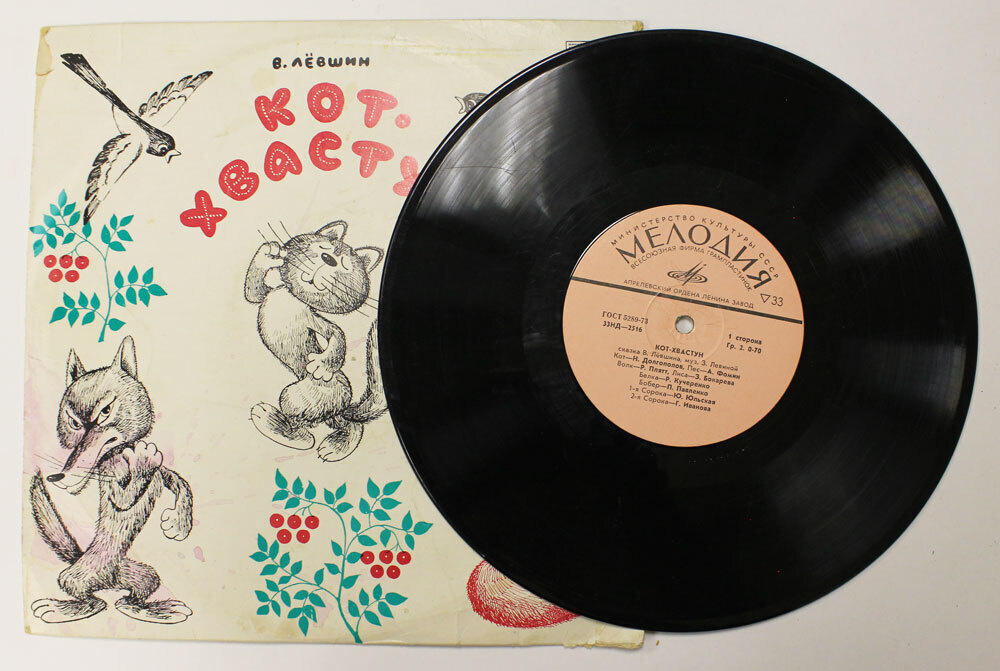 В. ЛЁВШИН
КОТ-
ХВАСТУ
МИНИСТЕРСТВО КУЛЬТУРЫ СССР
МЕЛОДИЯ
ВСЕСОЮЗНАЯ ФИРМА ГРАМПЛАСТИНОК
АПРЕЛЕВСКИЙ ОРДЕНА ЛЕНИНА ЗАВОД
33
ГОСТ 5289-73
33НД—2516
1 сторона
Гр. 2. 0-70
КОТ-ХВАСТУН
сказка В. Лёвшина, муз. З. Левиной
Кот—Н. Долгополов, Пес—А. Фомин
Волк—Р. Плятт, Лиса—З. Бокарева
Белка—Р. Кучеренко
Бобер—П. Павленко
1-я Сорока—Ю. Юльская
2-я Сорока—Г. Иванова